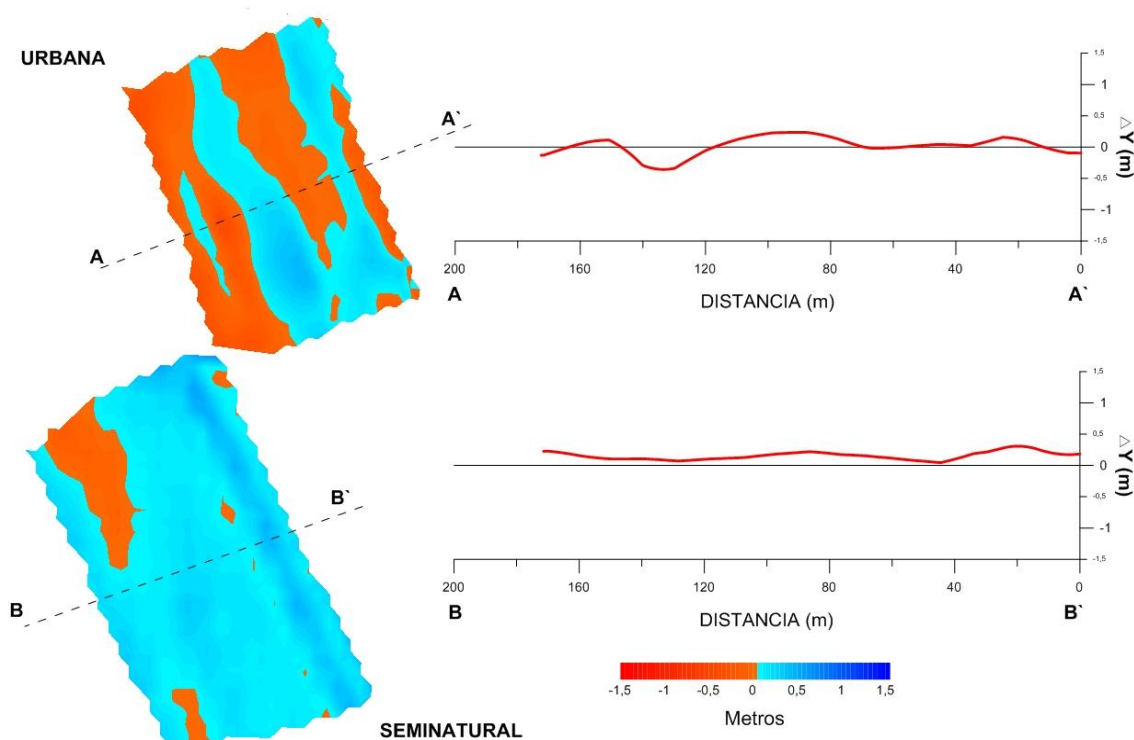 URBANA
A`
A
1,5
1
0,5
0
-0,5
-1
-1,5
△Y (m)
200 160 120 80 40 0
A A`
DISTANCIA (m)
B`
B
1,5
1
0,5
0
-0,5
-1
-1,5
△Y (m)
200 160 120 80 40 0
B B`
DISTANCIA (m)
-1,5 -1 -0,5 0 0,5 1 1,5
Metros
SEMINATURAL